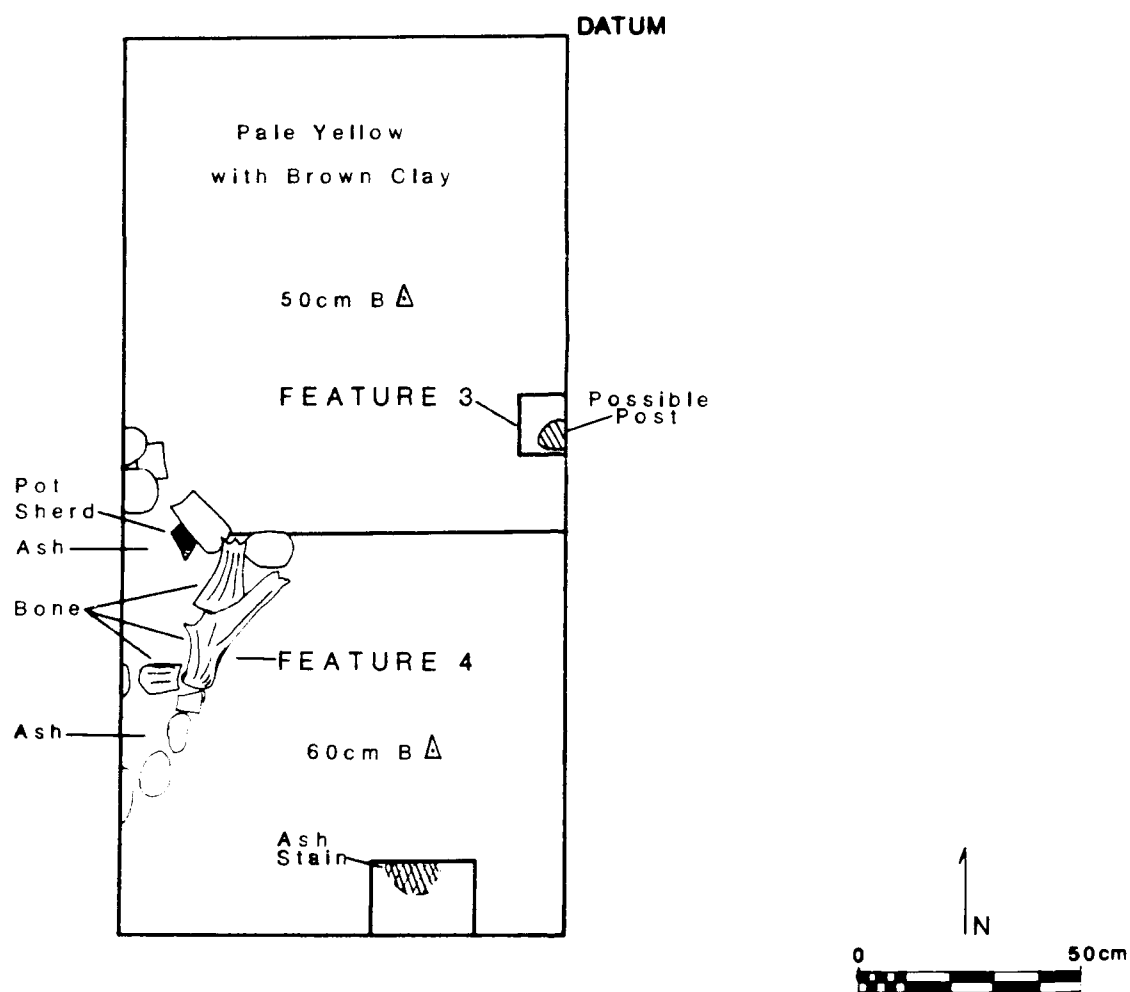 DATUM
Pale Yellow
with Brown Clay
50cm B
FEATURE 3
Possible
Post
Pot
Sherd
Ash
Bone
FEATURE 4
Ash
60cm B
Ash
Stain
N
0 50cm